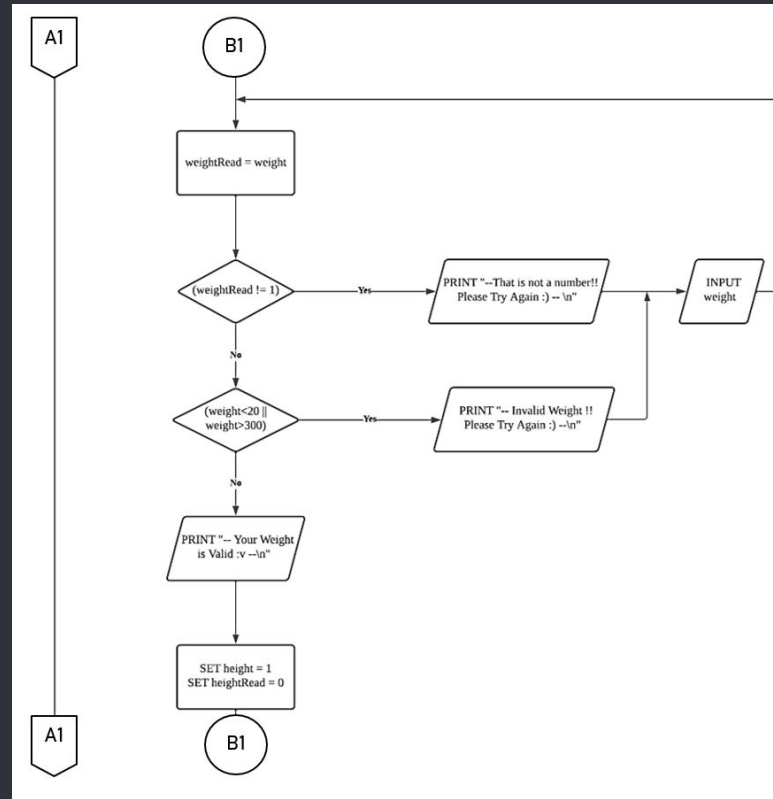 A1
B1
weightRead = weight
(weightRead != 1)
Yes
PRINT "--That is not a number!!
Please Try Again :) -- \n"
INPUT
weight
No
(weight<20 ||
weight>300)
Yes
PRINT "-- Invalid Weight !!
Please Try Again :) --\n"
No
PRINT "-- Your Weight
is Valid :v --\n"
SET height = 1
SET heightRead = 0
A1
B1